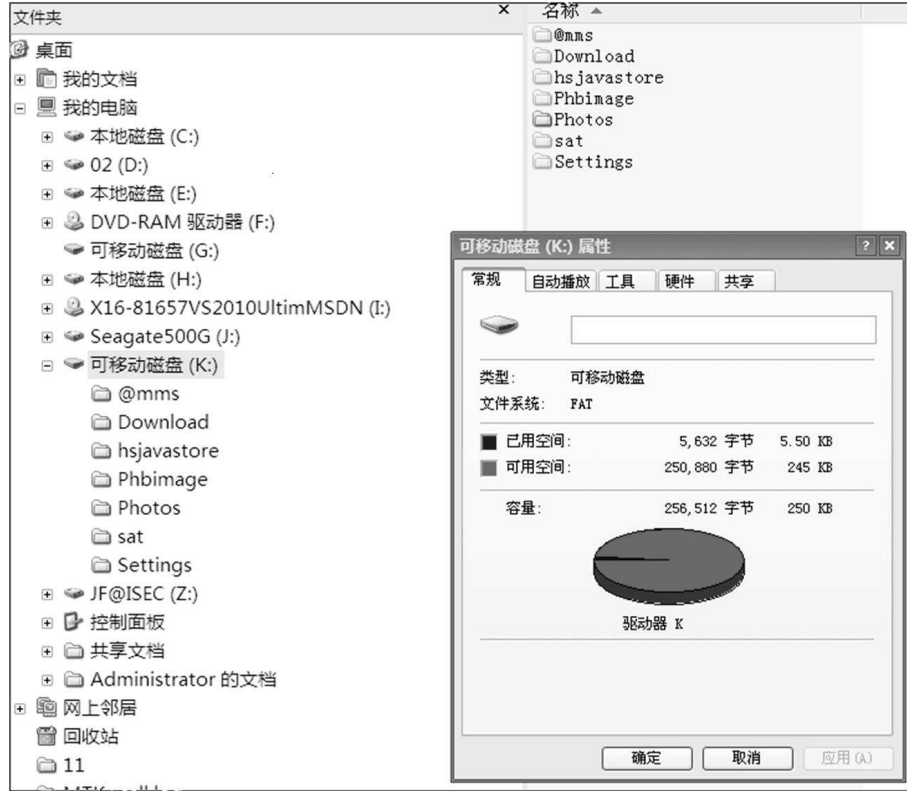 文件夹
×
桌面
我的文档
我的电脑
本地磁盘 (C:)
02 (D:)
本地磁盘 (E:)
DVD-RAM 驱动器 (F:)
可移动磁盘 (G:)
本地磁盘 (H:)
X16-81657VS2010UltimMSDN (I:)
Seagate500G (J:)
可移动磁盘 (K:)
@mms
Download
hsjavastore
Phbimage
Photos
sat
Settings
JF@ISEC (Z:)
控制面板
共享文档
Administrator 的文档
网上邻居
回收站
11
名称
@mms
Download
hsjavastore
Phbimage
Photos
sat
Settings
可移动磁盘 (K:) 属性
常规 自动播放 工具 硬件 共享
类型: 可移动磁盘
文件系统: FAT
已用空间: 5,632 字节 5.50 KB
可用空间: 250,880 字节 245 KB
容量: 256,512 字节 250 KB
驱动器 K
确定 取消 应用(A)